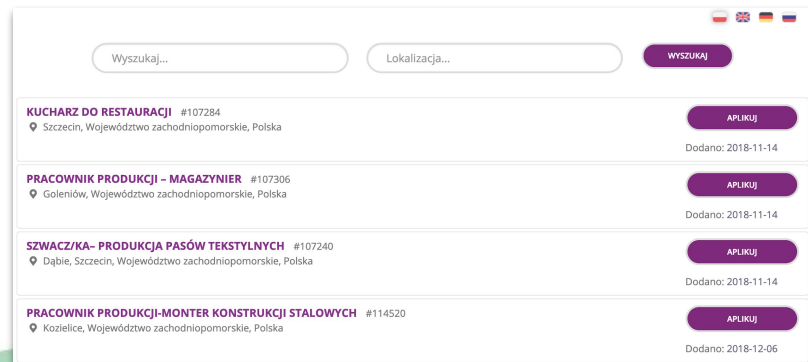 Wyszukaj...
Lokalizacja...
WYSZUKAJ
KUCHARZ DO RESTAURACJI #107284
Szczecin, Województwo zachodniopomorskie, Polska
APLIKUJ
Dodano: 2018-11-14
PRACOWNIK PRODUKCJI – MAGAZYNIER #107306
Goleniów, Województwo zachodniopomorskie, Polska
APLIKUJ
Dodano: 2018-11-14
SZWACZ/KA– PRODUKCJA PASÓW TEKSTYLNYCH #107240
Dąbie, Szczecin, Województwo zachodniopomorskie, Polska
APLIKUJ
Dodano: 2018-11-14
PRACOWNIK PRODUKCJI-MONTER KONSTRUKCJI STALOWYCH #114520
Kozielice, Województwo zachodniopomorskie, Polska
APLIKUJ
Dodano: 2018-12-06